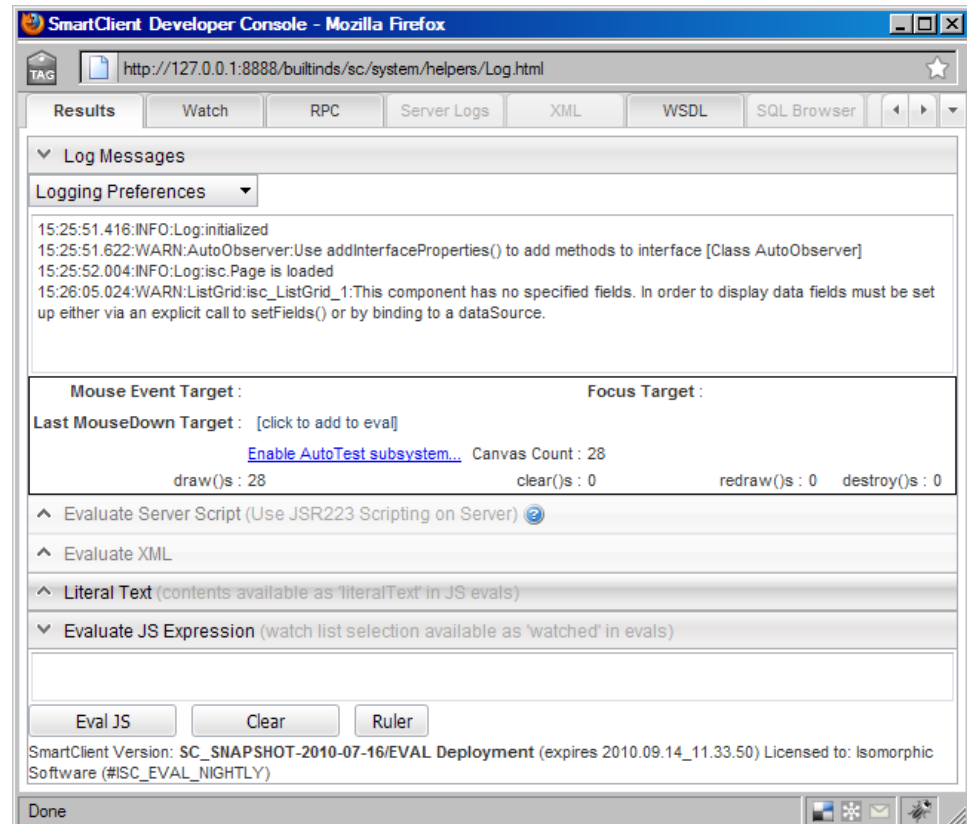 SmartClient Developer Console - Mozilla Firefox
TAG
http://127.0.0.1:8888/builtinds/sc/system/helpers/Log.html
Results Watch RPC Server Logs XML WSDL SQL Browser
Log Messages
Logging Preferences
15:25:51.416:INFO:Log:initialized
15:25:51.622:WARN:AutoObserver:Use addInterfaceProperties() to add methods to interface [Class AutoObserver]
15:25:52.004:INFO:Log:isc.Page is loaded
15:26:05.024:WARN:ListGrid:isc_ListGrid_1:This component has no specified fields. In order to display data fields must be set
up either via an explicit call to setFields() or by binding to a dataSource.
Mouse Event Target : Focus Target :
Last MouseDown Target : [click to add to eval]
Enable AutoTest subsystem... Canvas Count : 28
draw()s : 28 clear()s : 0 redraw()s : 0 destroy()s : 0
Evaluate Server Script (Use JSR223 Scripting on Server) ?
Evaluate XML
Literal Text (contents available as 'literalText' in JS evals)
Evaluate JS Expression (watch list selection available as 'watched' in evals)
Eval JS Clear Ruler
SmartClient Version: SC_SNAPSHOT-2010-07-16/EVAL Deployment (expires 2010.09.14_11.33.50) Licensed to: Isomorphic
Software (#ISC_EVAL_NIGHTLY)
Done